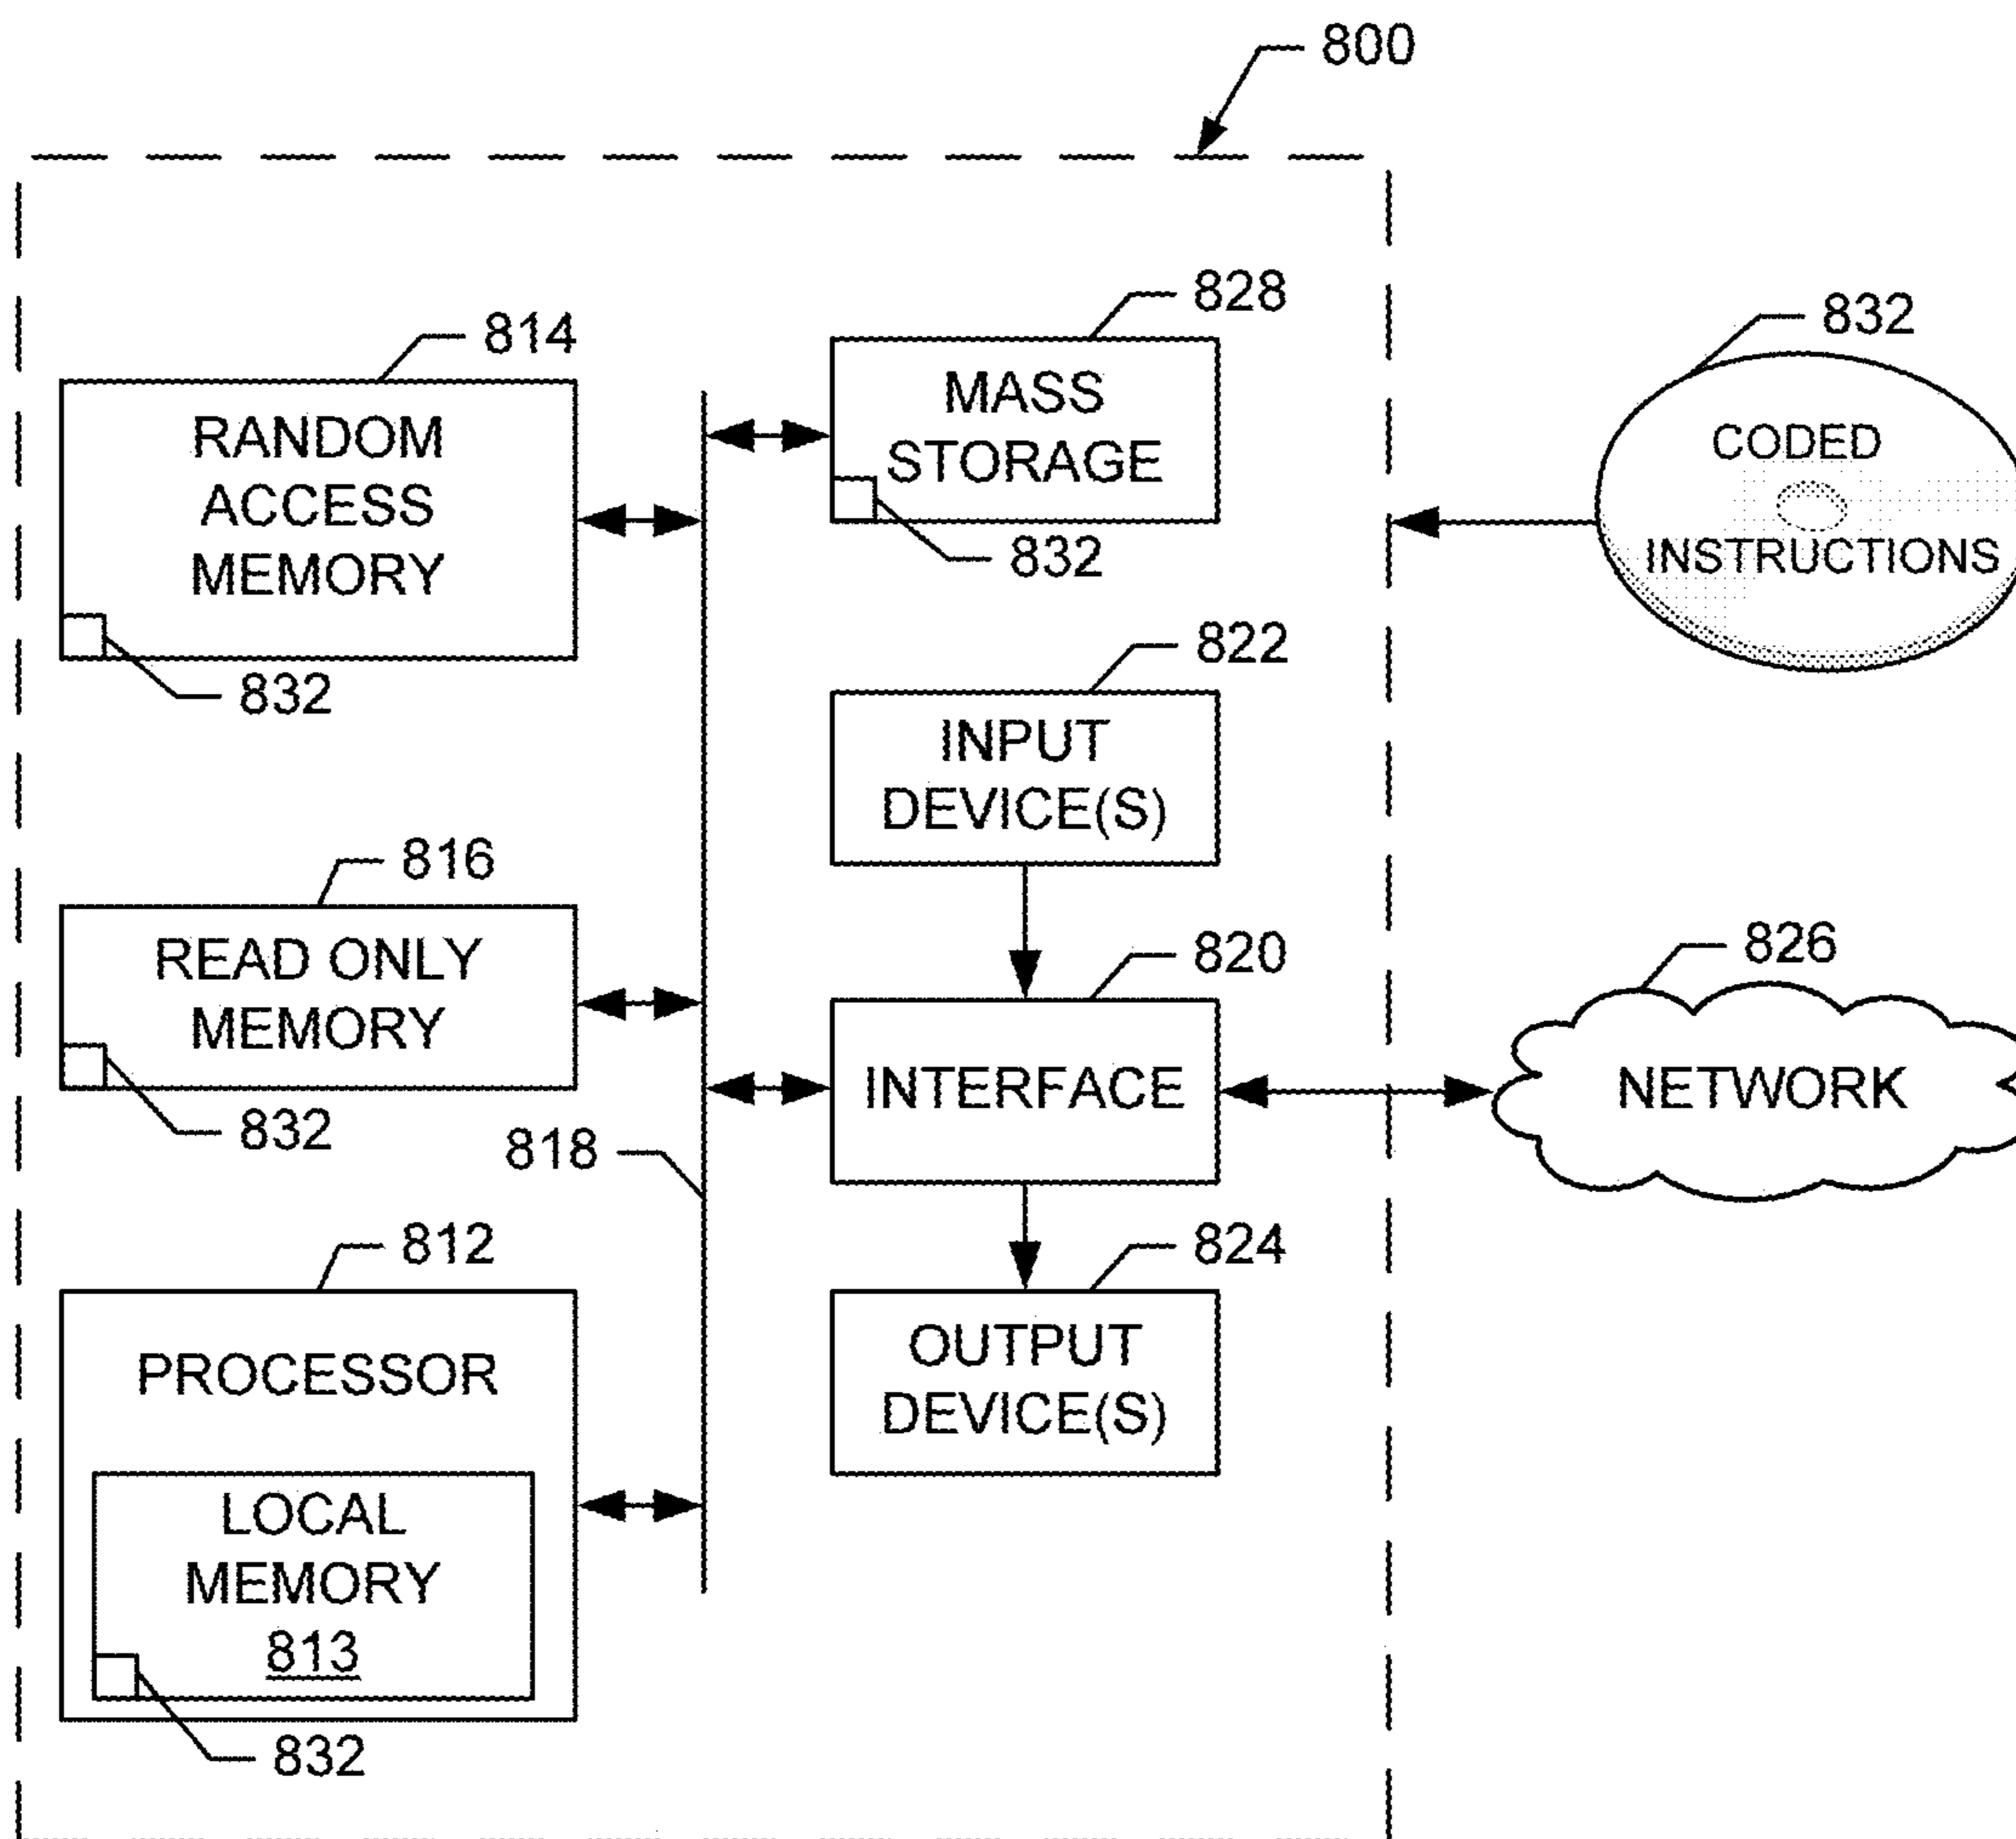 800
814
RANDOM
ACCESS
MEMORY
832
828
MASS
STORAGE
832
832
CODED
INSTRUCTIONS
822
INPUT
DEVICE(S)
816
READ ONLY
MEMORY
832
820
INTERFACE
826
NETWORK
818
812
PROCESSOR
LOCAL
MEMORY
813
832
824
OUTPUT
DEVICE(S)